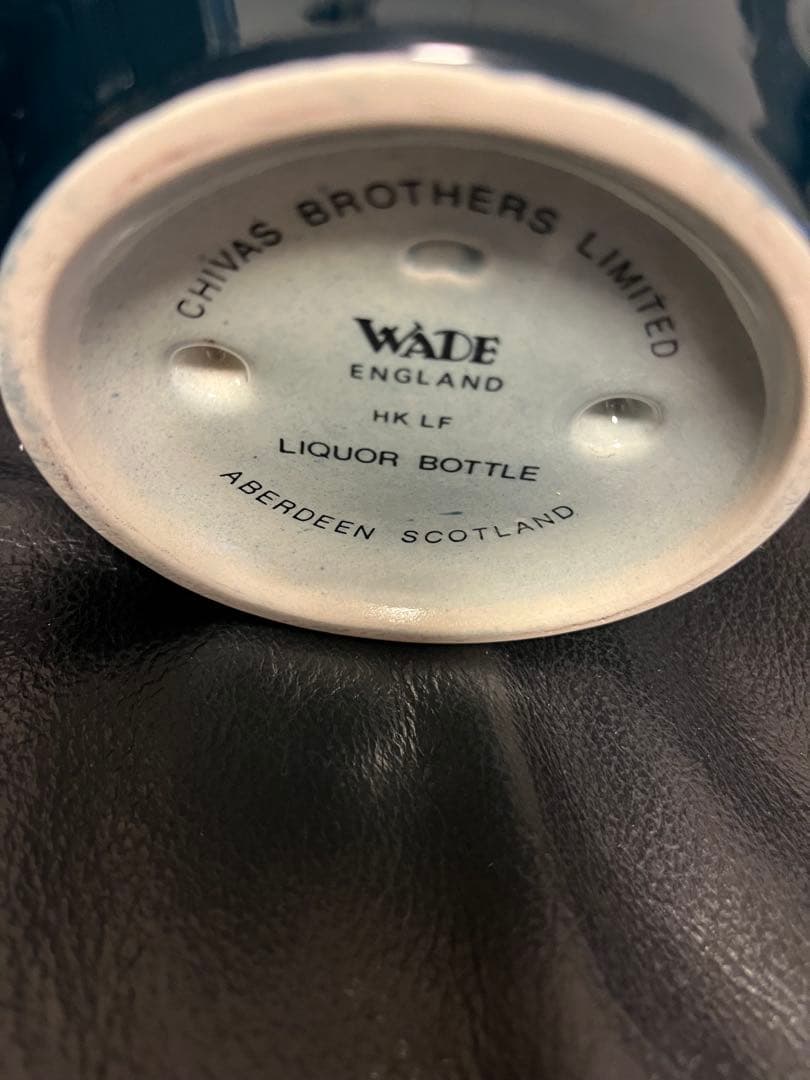 CHIVAS BROTHERS LIMITED
WADE
ENGLAND
HK LF
LIQUOR BOTTLE
ABERDEEN SCOTLAND